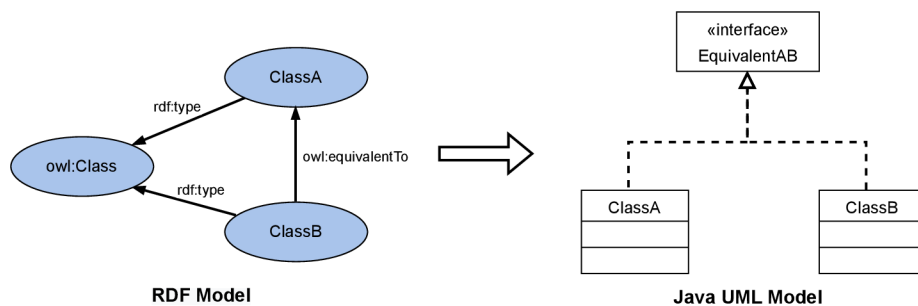 «interface»
EquivalentAB
ClassA
rdf:type
owl:equivalentTo
owl:Class
rdf:type
ClassB
ClassA
ClassB
RDF Model
Java UML Model